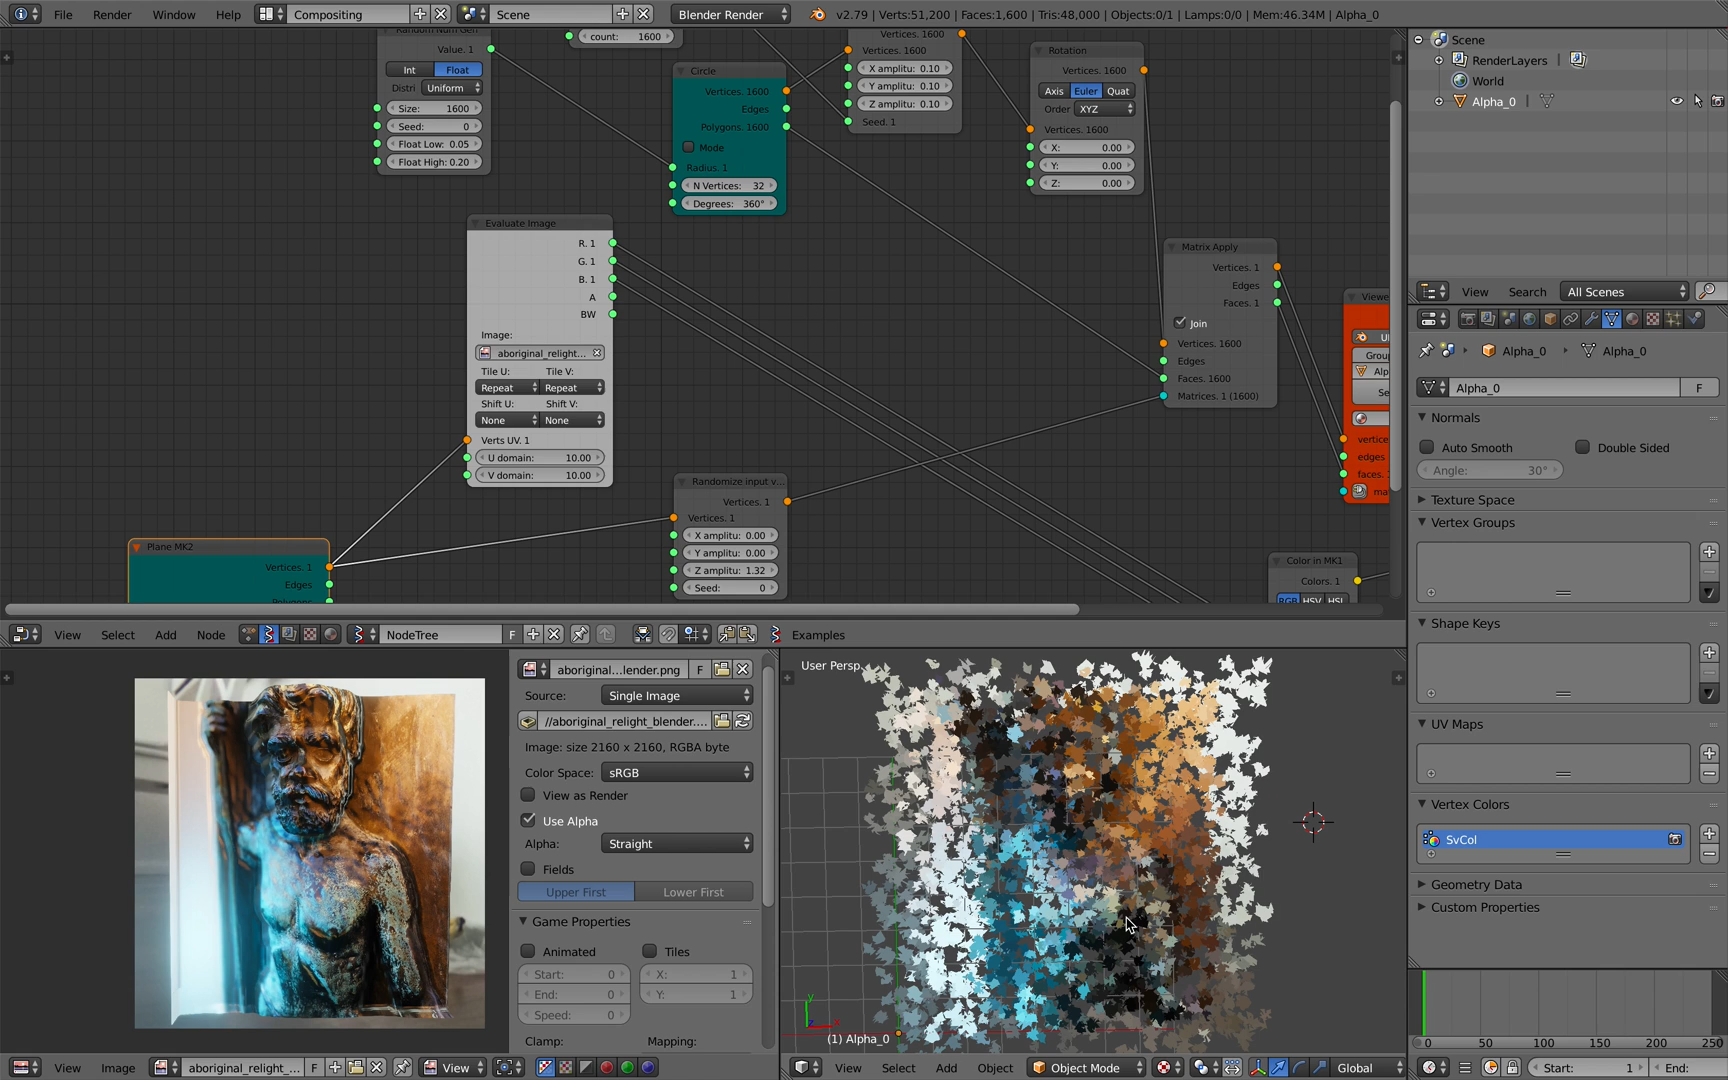 File Render Window Help Compositing Scene Blender Render v2.79 | Verts:51,200 | Faces:1,600 | Tris:48,000 | Objects:0/1 | Lamps:0/0 | Mem:46.34M | Alpha_0
Random Num Gen
Value. 1
Int Float
Distri Uniform
Size: 1600
Seed: 0
Float Low: 0.05
Float High: 0.20
count: 1600
Circle
Vertices. 1600
Edges
Polygons. 1600
Mode
Radius. 1
N Vertices: 32
Degrees: 360°
Vertices. 1600
Vertices. 1600
X amplitu: 0.10
Y amplitu: 0.10
Z amplitu: 0.10
Seed. 1
Rotation
Vertices. 1600
Axis Euler Quat
Order XYZ
Vertices. 1600
X: 0.00
Y: 0.00
Z: 0.00
Evaluate Image
R. 1
G. 1
B. 1
A
BW
Image:
aboriginal_relight...
Tile U: Tile V:
Repeat Repeat
Shift U: Shift V:
None None
Verts UV. 1
U domain: 10.00
V domain: 10.00
Matrix Apply
Vertices. 1
Edges
Faces. 1
Join
Vertices. 1600
Edges
Faces. 1600
Matrices. 1 (1600)
Randomize input v...
Vertices. 1
Vertices. 1
X amplitu: 0.00
Y amplitu: 0.00
Z amplitu: 1.32
Seed: 0
Plane MK2
Vertices. 1
Edges
Polygons
Color in MK1
Colors. 1
RGB HSV HSL
View Select Add Node NodeTree F Examples
aboriginal...lender.png F
Source: Single Image
//aboriginal_relight_blender....
Image: size 2160 x 2160, RGBA byte
Color Space: sRGB
View as Render
Use Alpha
Alpha: Straight
Fields
Upper First Lower First
Game Properties
Animated Tiles
Start: 0 X: 1
End: 0 Y: 1
Speed: 0
Clamp: Mapping:
View Image aboriginal_relight_... F View
User Persp
y
(1) Alpha_0
View Select Add Object Object Mode Global
Scene
RenderLayers |
World
Alpha_0 |
View Search All Scenes
Alpha_0 Alpha_0
Alpha_0 F
Normals
Auto Smooth Double Sided
Angle: 30°
Texture Space
Vertex Groups
Shape Keys
UV Maps
Vertex Colors
SvCol
Geometry Data
Custom Properties
0 50 100 150 200 250
Start: 1 End: